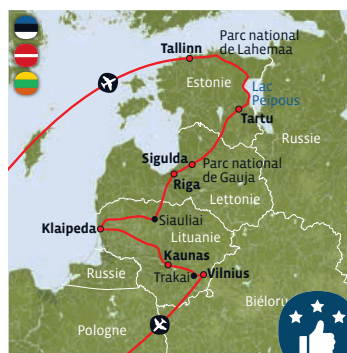 Parc national
de Lahemaa
Tallinn
Estonie
Lac
Peipous
Tartu
Russie
Sigulda
Parc national
de Gauja
Riga
Lettonie
Siauliai
Klaipeda
Lituanie
Kaunas
Russie
Trakai
Vilnius
Pologne